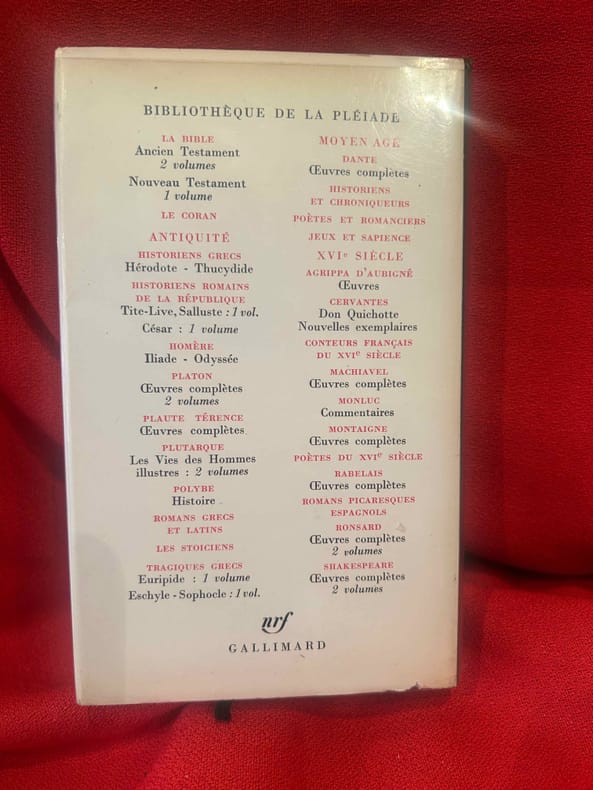 BIBLIOTHÈQUE DE LA PLÉIADE
LA BIBLE
Ancien Testament
2 volumes
Nouveau Testament
1 volume
LE CORAN
ANTIQUITÉ
HISTORIENS GRECS
Hérodote - Thucydide
HISTORIENS ROMAINS
DE LA RÉPUBLIQUE
Tite-Live, Salluste : 1 vol.
César : 1 volume
HOMÈRE
Iliade - Odyssée
PLATON
Œuvres complètes
2 volumes
PLAUTE TÉRENCE
Œuvres complètes
PLUTARQUE
Les Vies des Hommes
illustres : 2 volumes
POLYBE
Histoire
ROMANS GRECS
ET LATINS
LES STOICIENS
TRAGIQUES GRECS
Euripide : 1 volume
Eschyle - Sophocle : 1 vol.
MOYEN AGE
DANTE
Œuvres complètes
HISTORIENS
ET CHRONIQUEURS
POÈTES ET ROMANCIERS
JEUX ET SAPIENCE
XVIe SIÈCLE
AGRIPPA D'AUBIGNÉ
Œuvres
CERVANTES
Don Quichotte
Nouvelles exemplaires
CONTEURS FRANÇAIS
DU XVIe SIÈCLE
MACHIAVEL
Œuvres complètes
MONLUC
Commentaires
MONTAIGNE
Œuvres complètes
POÈTES DU XVIe SIÈCLE
RABELAIS
Œuvres complètes
ROMANS PICARESQUES
ESPAGNOLS
RONSARD
Œuvres complètes
2 volumes
SHAKESPEARE
Œuvres complètes
2 volumes
nrf
GALLIMARD